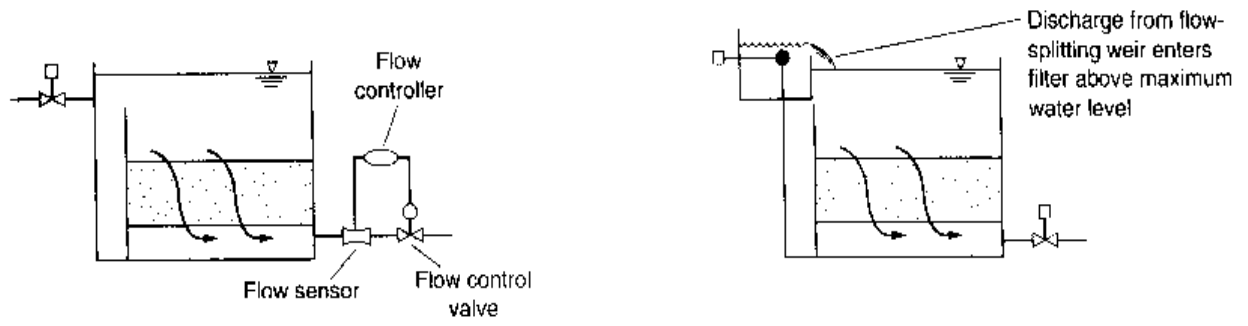 Flow
controller
Flow sensor
Flow control
valve
Discharge from flow-
splitting weir enters
filter above maximum
water level